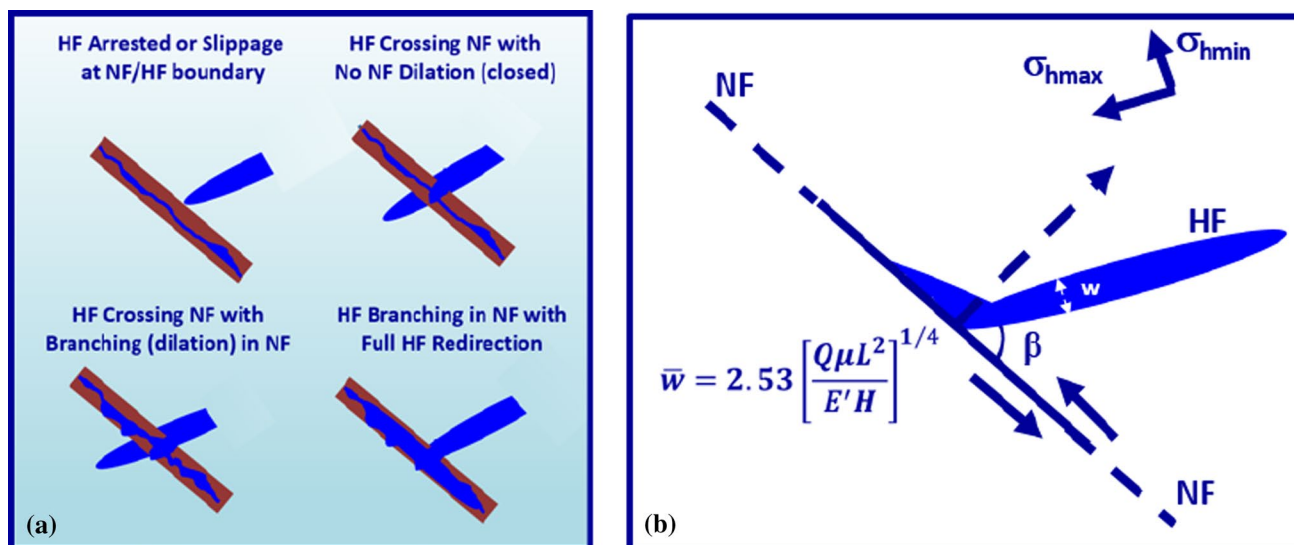 HF Arrested or Slippage
at NF/HF boundary
HF Crossing NF with
No NF Dilation (closed)
HF Crossing NF with
Branching (dilation) in NF
HF Branching in NF with
Full HF Redirection
(a)
σhmin
σhmax
NF
HF
w
β
w̅ = 2.53 [QμL²/E′H]^1/4
NF
(b)